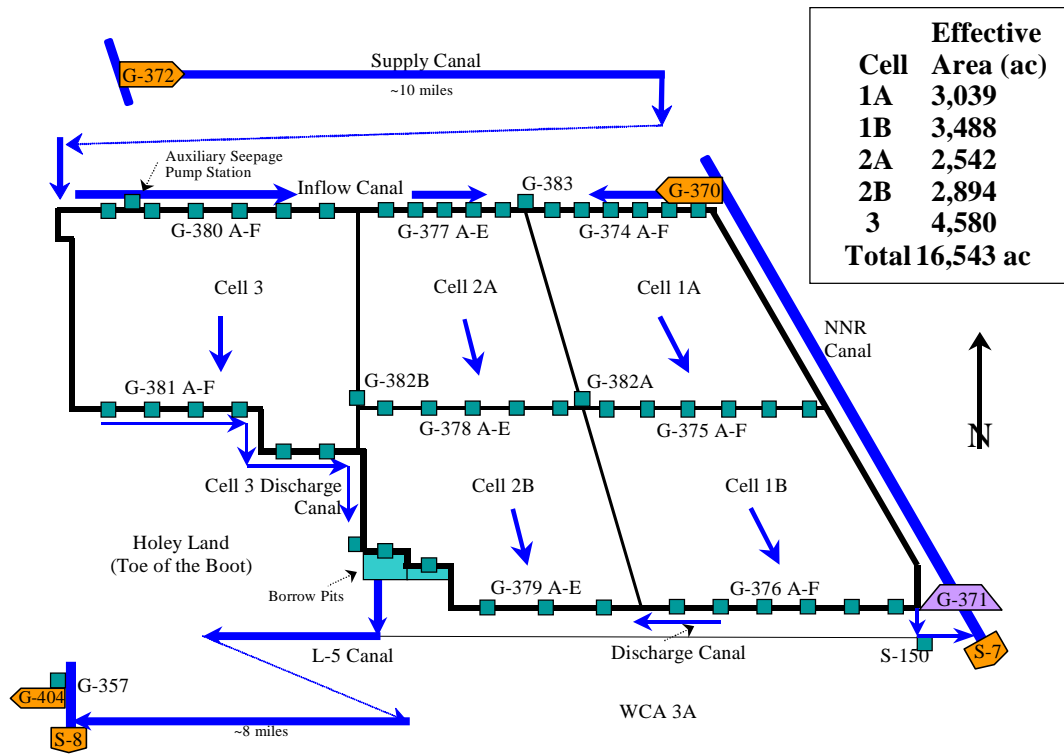 Effective
Cell Area (ac)
1A 3,039
1B 3,488
2A 2,542
2B 2,894
3 4,580
Total 16,543 ac
G-372
Supply Canal
~10 miles
Auxiliary Seepage
Pump Station
Inflow Canal
G-383
G-370
G-380 A-F
G-377 A-E
G-374 A-F
Cell 3
Cell 2A
Cell 1A
NNR
Canal
G-381 A-F
G-382B
G-382A
N
G-378 A-E
G-375 A-F
Cell 3 Discharge
Canal
Cell 2B
Cell 1B
Holey Land
(Toe of the Boot)
Borrow Pits
G-379 A-E
G-376 A-F
G-371
L-5 Canal
Discharge Canal
S-150
S-7
G-357
G-404
S-8
~8 miles
WCA 3A